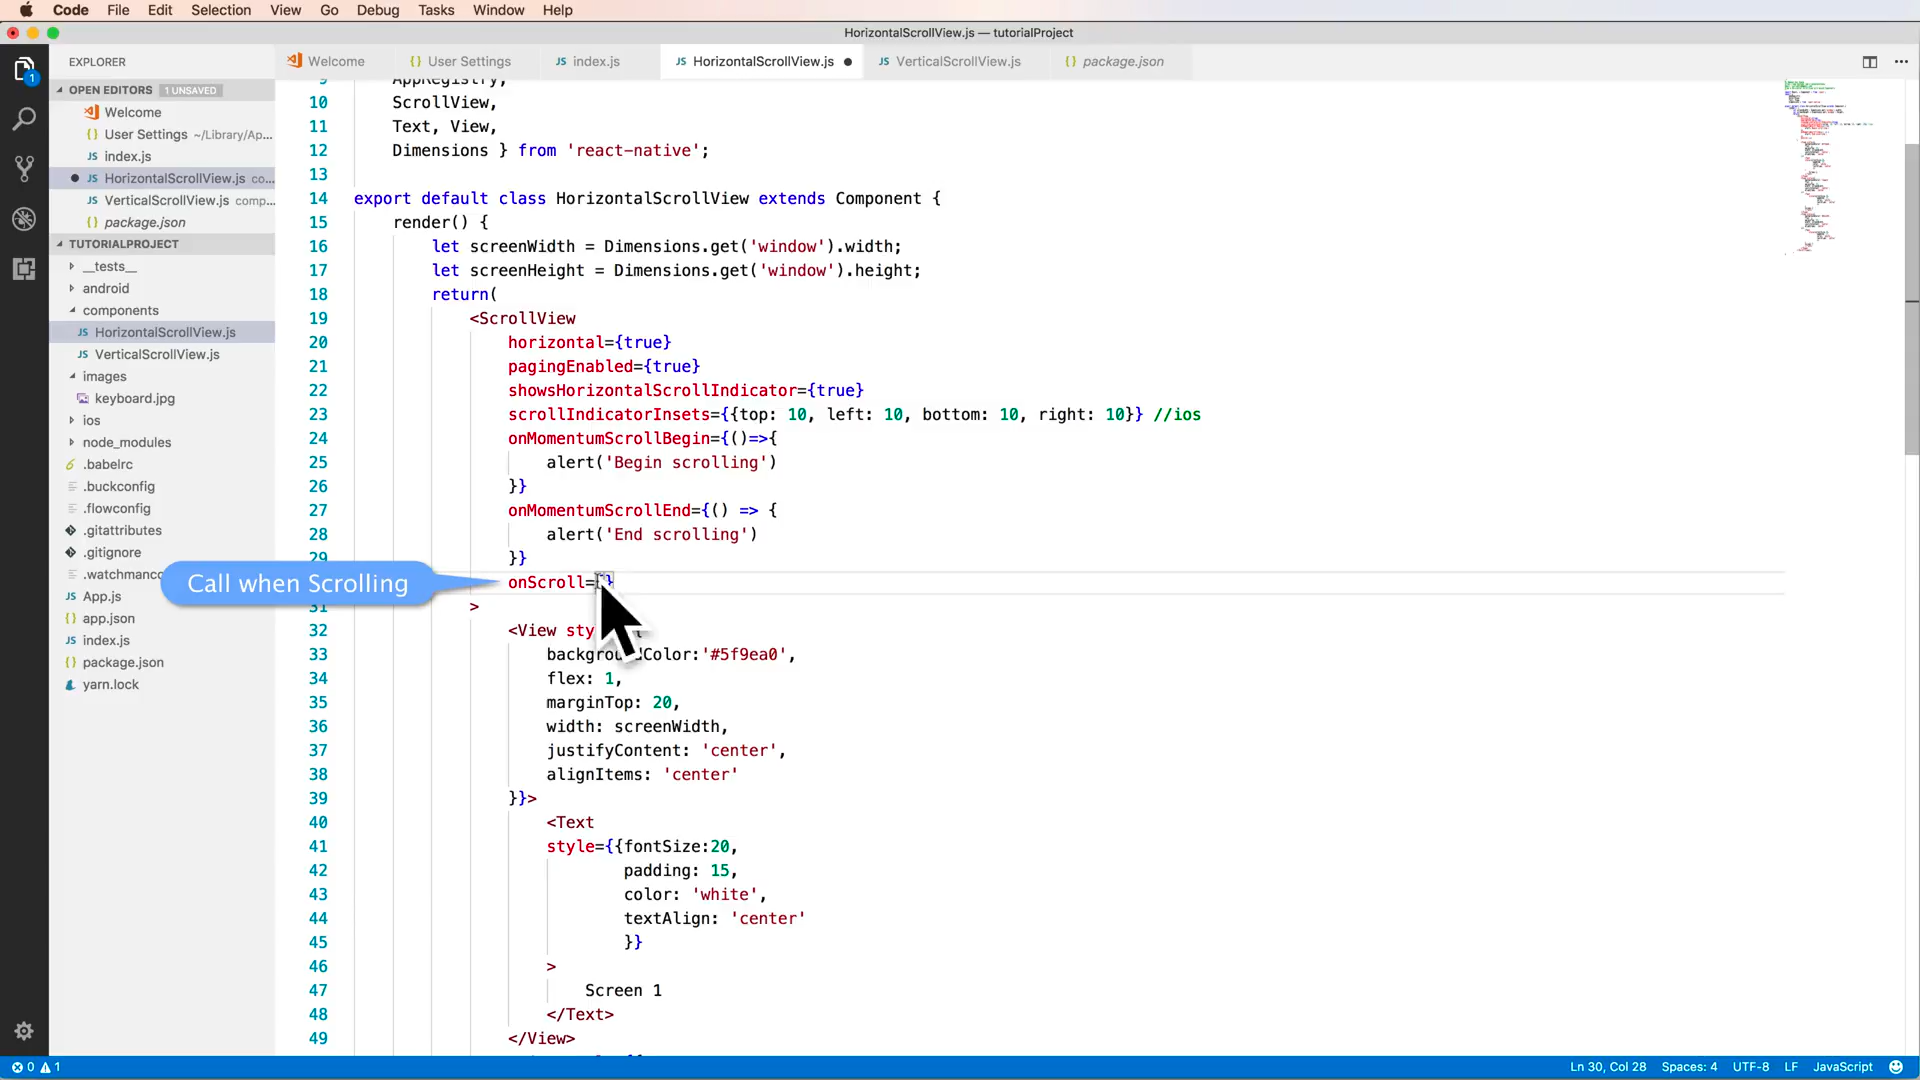 Code File Edit Selection View Go Debug Tasks Window Help
HorizontalScrollView.js — tutorialProject
EXPLORER
Welcome
User Settings
index.js
HorizontalScrollView.js
VerticalScrollView.js
package.json
OPEN EDITORS 1 UNSAVED
Welcome
User Settings ~/Library/Ap...
index.js
HorizontalScrollView.js co...
VerticalScrollView.js comp...
package.json
TUTORIALPROJECT
__tests__
android
components
HorizontalScrollView.js
VerticalScrollView.js
images
keyboard.jpg
ios
node_modules
.babelrc
.buckconfig
.flowconfig
.gitattributes
.gitignore
.watchmanco
App.js
app.json
index.js
package.json
yarn.lock
9 AppRegistry,
10 ScrollView,
11 Text, View,
12 Dimensions } from 'react-native';
13
14 export default class HorizontalScrollView extends Component {
15 render() {
16 let screenWidth = Dimensions.get('window').width;
17 let screenHeight = Dimensions.get('window').height;
18 return(
19 <ScrollView
20 horizontal={true}
21 pagingEnabled={true}
22 showsHorizontalScrollIndicator={true}
23 scrollIndicatorInsets={{top: 10, left: 10, bottom: 10, right: 10}} //ios
24 onMomentumScrollBegin={()=>{
25 alert('Begin scrolling')
26 }}
27 onMomentumScrollEnd={() => {
28 alert('End scrolling')
29 }}
Call when Scrolling
onScroll={}
31 >
32 <View sty {
33 backgroundColor:'#5f9ea0',
34 flex: 1,
35 marginTop: 20,
36 width: screenWidth,
37 justifyContent: 'center',
38 alignItems: 'center'
39 }}>
40 <Text
41 style={{fontSize:20,
42 padding: 15,
43 color: 'white',
44 textAlign: 'center'
45 }}
46 >
47 Screen 1
48 </Text>
49 </View>
0 1
Ln 30, Col 28 Spaces: 4 UTF-8 LF JavaScript